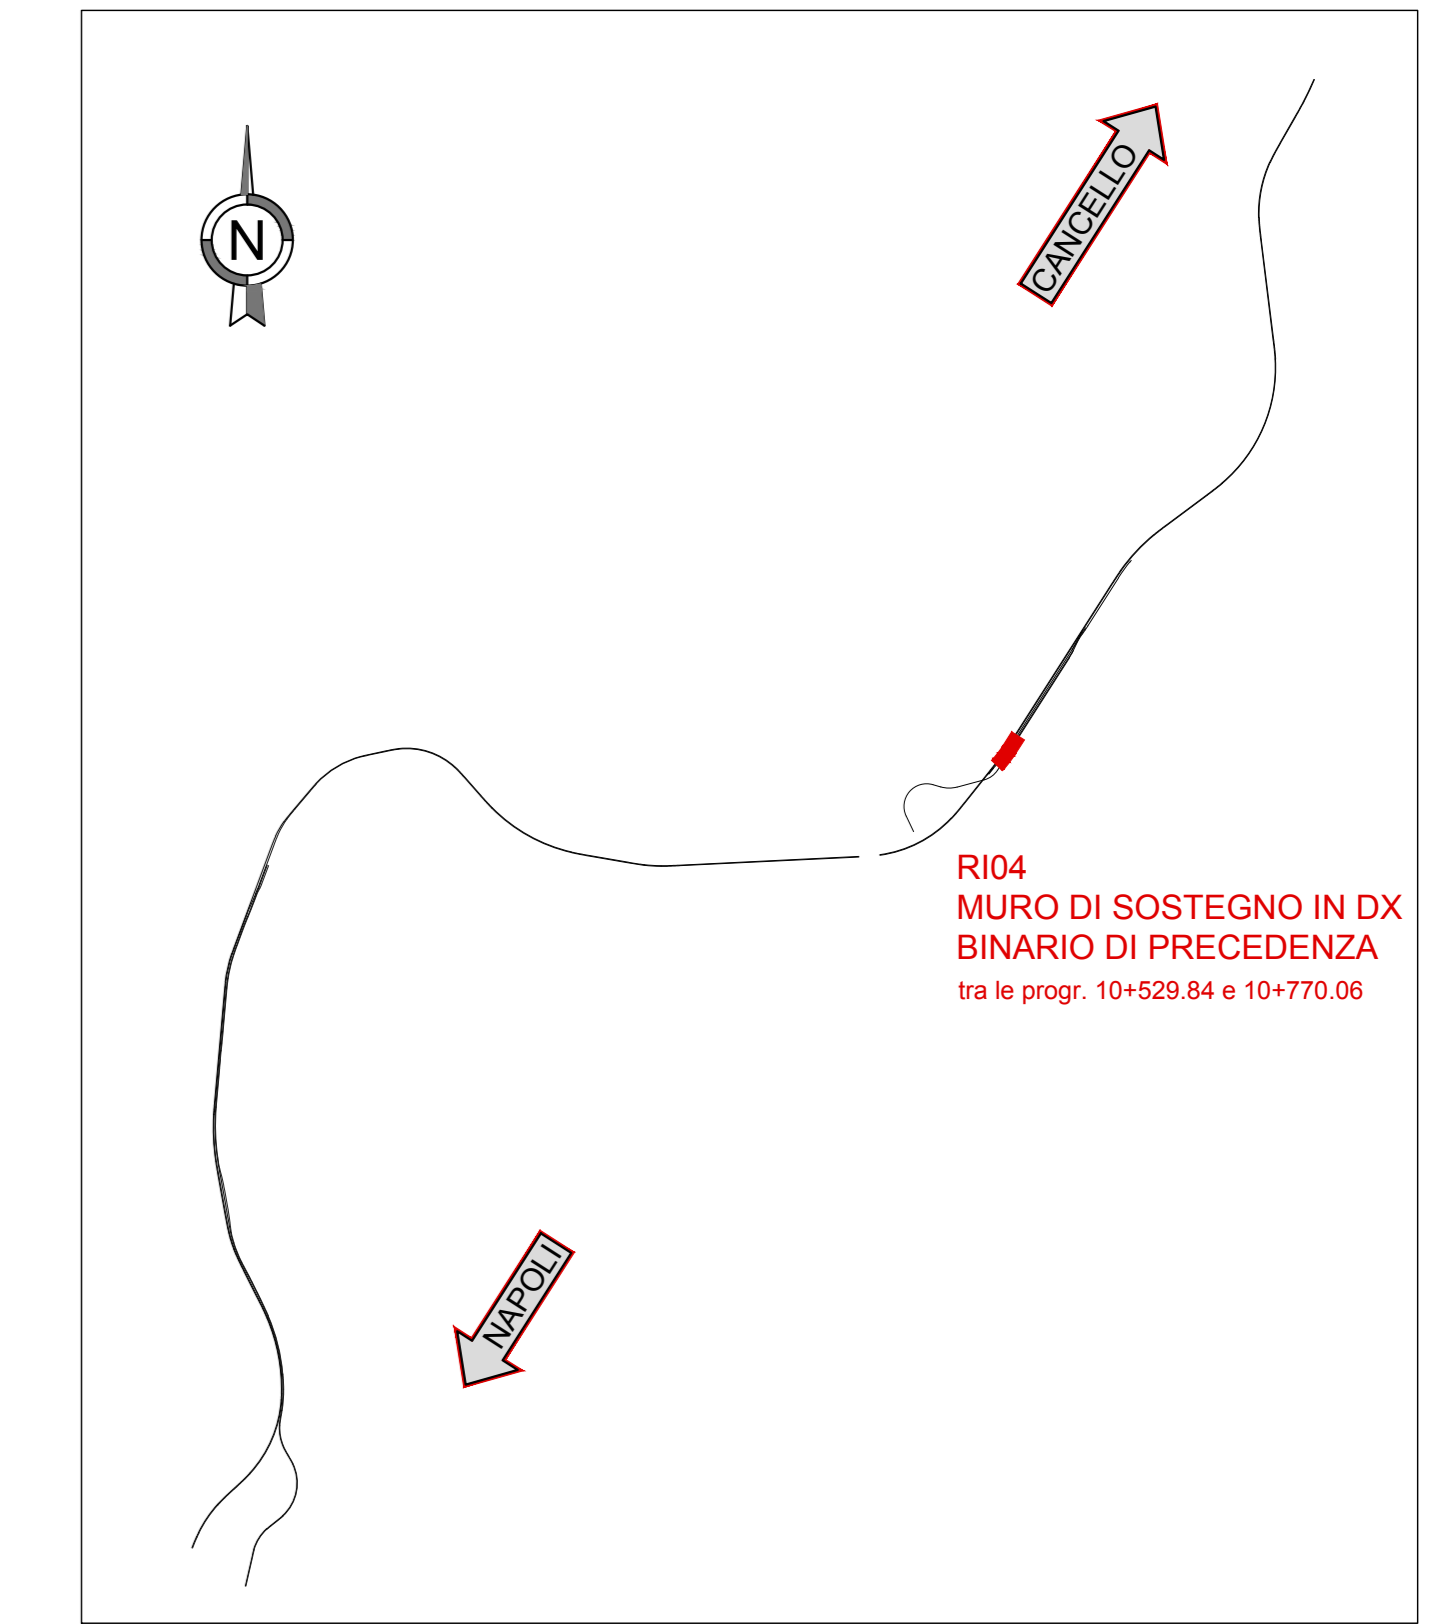 CANCELLO
N
RI04
MURO DI SOSTEGNO IN DX
BINARIO DI PRECEDENZA
tra le progr. 10+529.84 e 10+770.06
NAPOLI